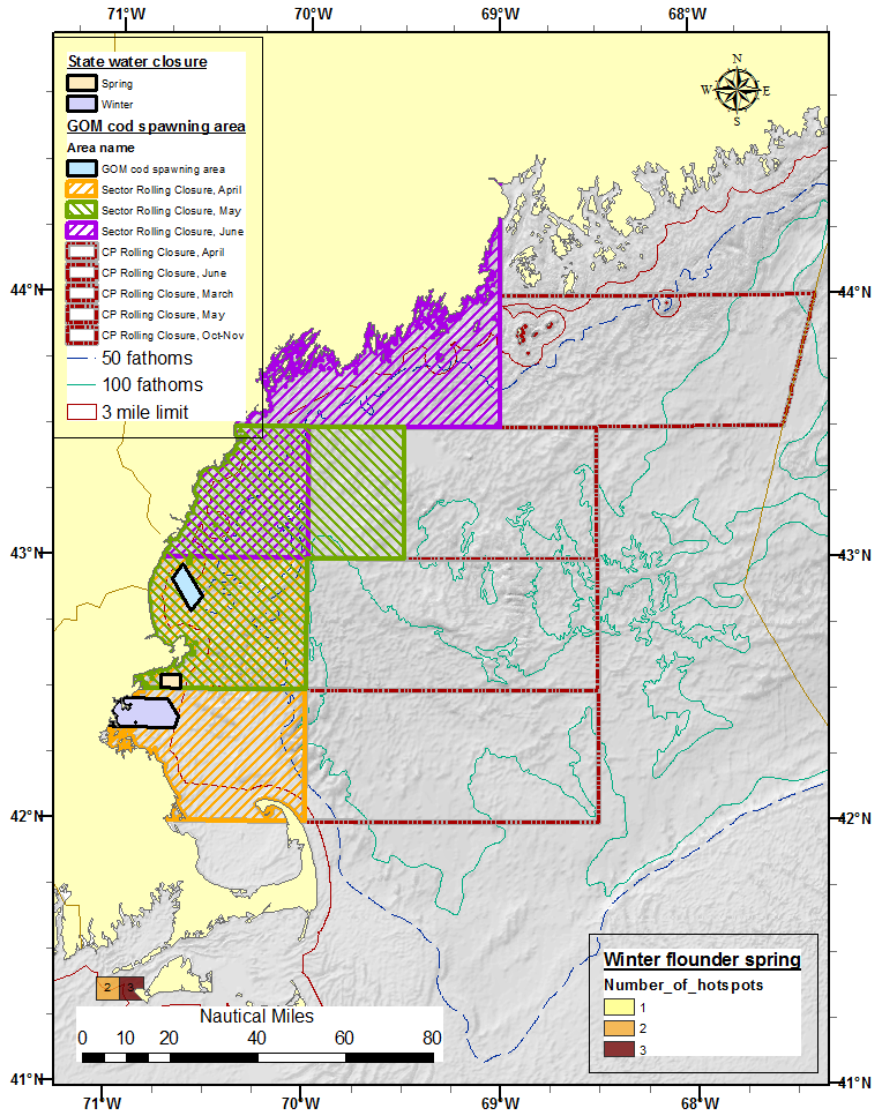 71°W 70°W 69°W 68°W
State water closure
Spring
Winter
GOM cod spawning area
Area name
GOM cod spawning area
Sector Rolling Closure, April
Sector Rolling Closure, May
Sector Rolling Closure, June
CP Rolling Closure, April
CP Rolling Closure, June
CP Rolling Closure, March
CP Rolling Closure, May
CP Rolling Closure, Oct-Nov
50 fathoms
100 fathoms
3 mile limit
N
W E
S
44°N 44°N
43°N 43°N
42°N 42°N
2 3
Nautical Miles
0 10 20 40 60 80
Winter flounder spring
Number_of_hotspots
1
2
3
41°N 41°N
71°W 70°W 69°W 68°W